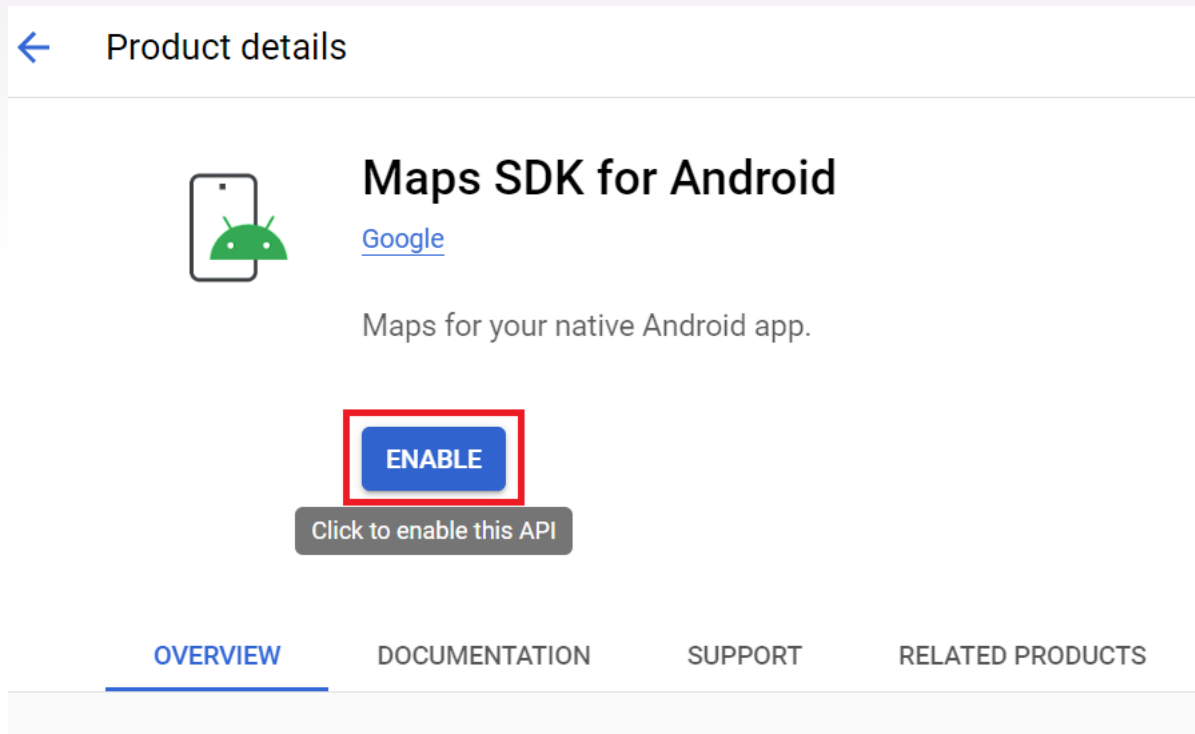 Product details
Maps SDK for Android
Google
Maps for your native Android app.
ENABLE
Click to enable this API
OVERVIEW DOCUMENTATION SUPPORT RELATED PRODUCTS